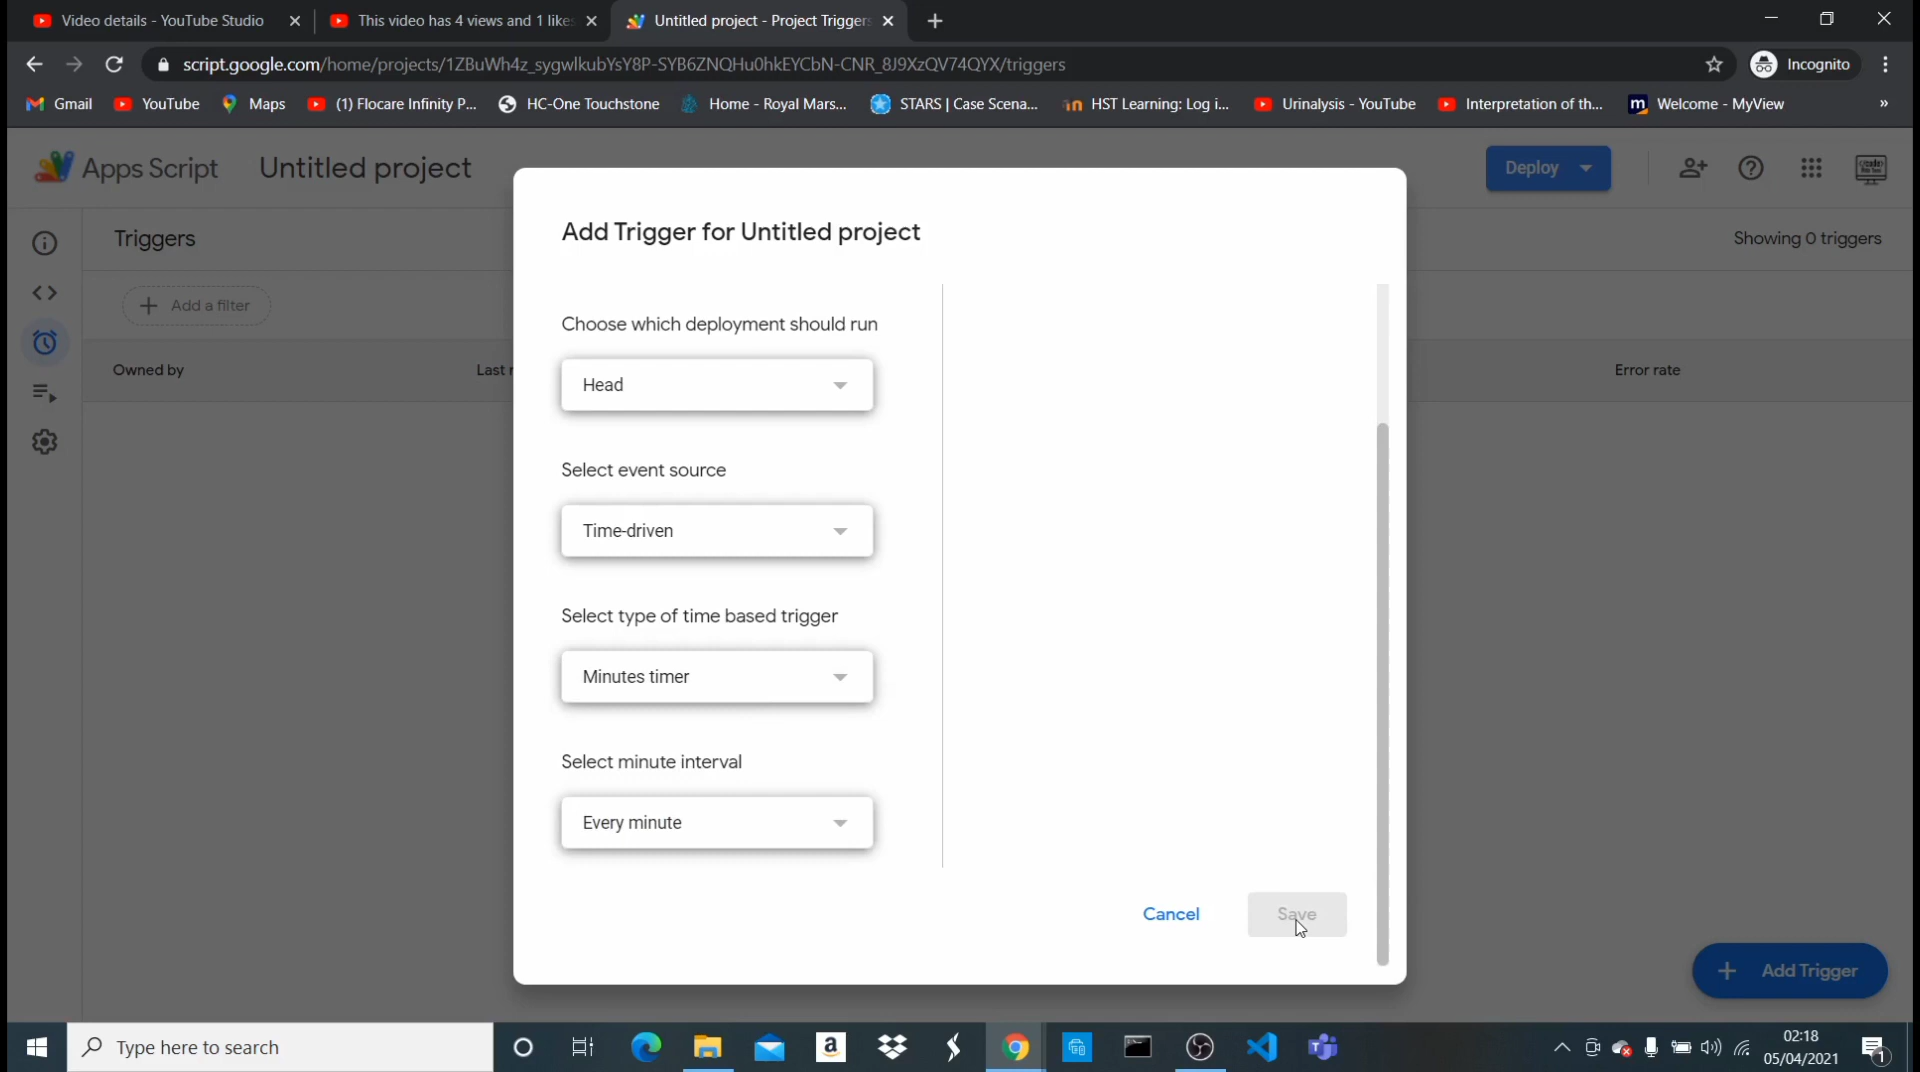 Video details - YouTube Studio
This video has 4 views and 1 likes
Untitled project - Project Triggers
script.google.com/home/projects/1ZBuWh4z_sygwlkubYsY8P-SYB6ZNQHu0hkEYCbN-CNR_8J9XzQV74QYX/triggers
Incognito
Gmail YouTube Maps (1) Flocare Infinity P... HC-One Touchstone Home - Royal Mars... STARS | Case Scena... HST Learning: Log i... Urinalysis - YouTube Interpretation of th... Welcome - MyView »
Apps Script Untitled project Deploy
Triggers
Showing 0 triggers
Add a filter
Owned by Last r Error rate
Add Trigger for Untitled project
Choose which deployment should run
Head
Select event source
Time-driven
Select type of time based trigger
Minutes timer
Select minute interval
Every minute
Cancel Save
+ Add Trigger
Type here to search
02:18
05/04/2021
1